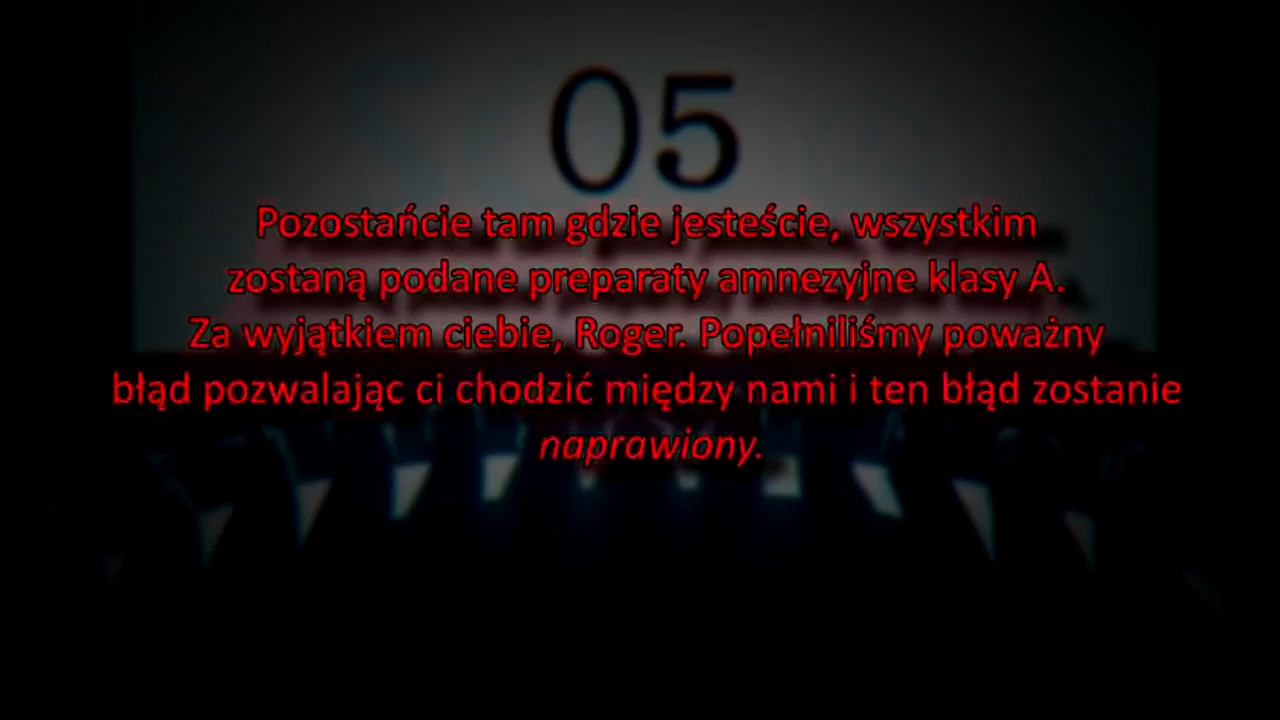 05
Pozostańcie tam gdzie jesteście, wszystkim
zostaną podane preparaty amnezyjne klasy A.
Za wyjątkiem ciebie, Roger. Popełniliśmy poważny
błąd pozwalając ci chodzić między nami i ten błąd zostanie
naprawiony.